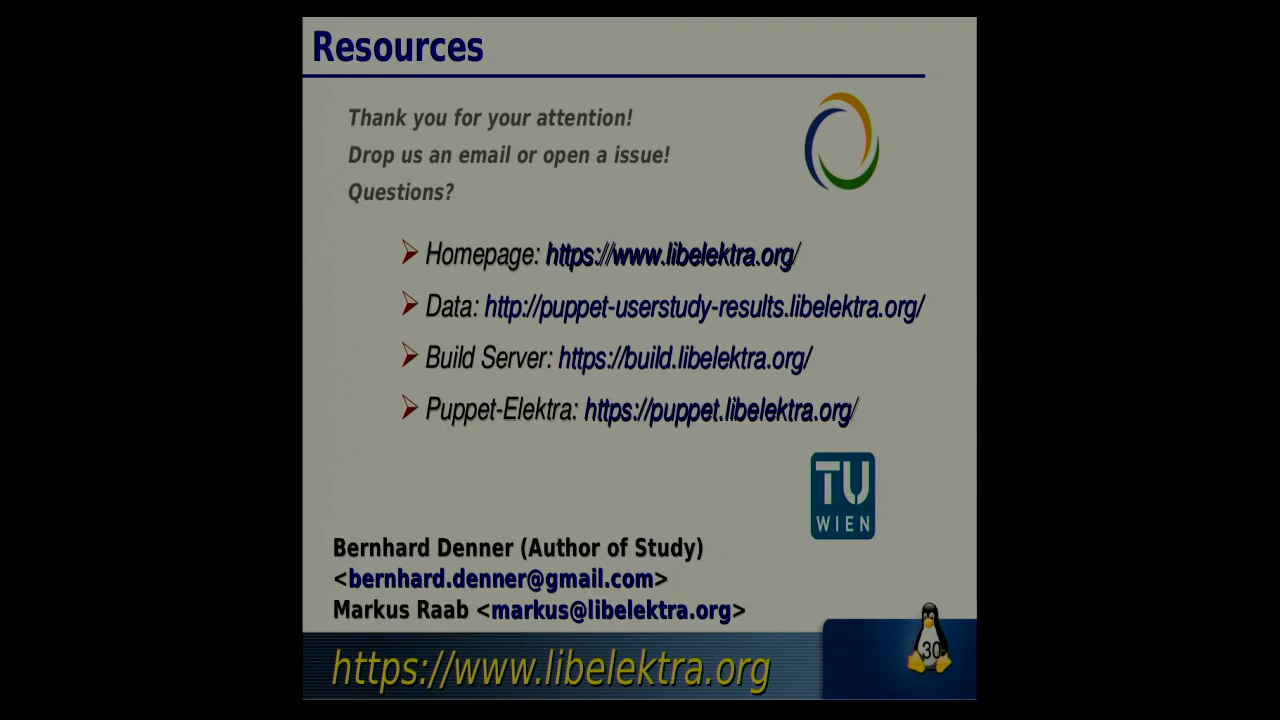 Resources
Thank you for your attention!
Drop us an email or open a issue!
Questions?
Homepage: https://www.libelektra.org/
Data: http://puppet-userstudy-results.libelektra.org/
Build Server: https://build.libelektra.org/
Puppet-Elektra: https://puppet.libelektra.org/
TU
WIEN
Bernhard Denner (Author of Study)
<bernhard.denner@gmail.com>
Markus Raab <markus@libelektra.org>
https://www.libelektra.org
30